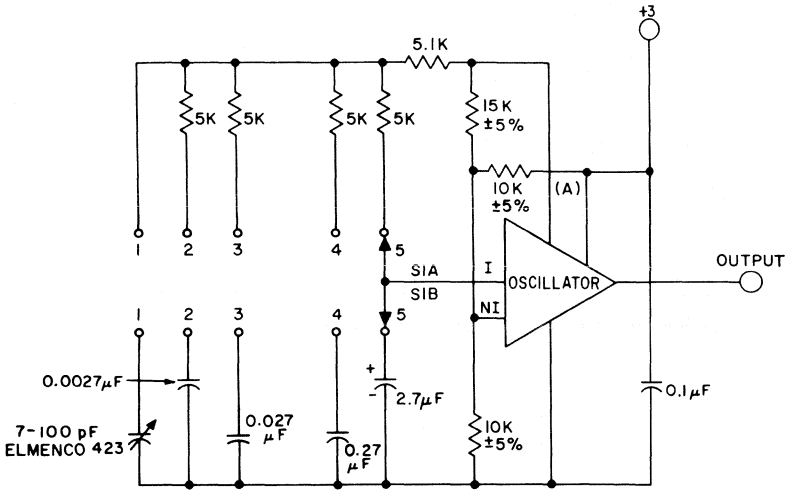 +3
5.1K
5K
5K
5K
5K
15K
±5%
10K
±5%
(A)
1
2
3
4
5
S1A
S1B
I
NI
OSCILLATOR
OUTPUT
1
2
3
4
5
0.0027µF
+
-
2.7µF
0.1µF
7-100 pF
ELMENCO 423
0.027
µF
0.27
µF
10K
±5%